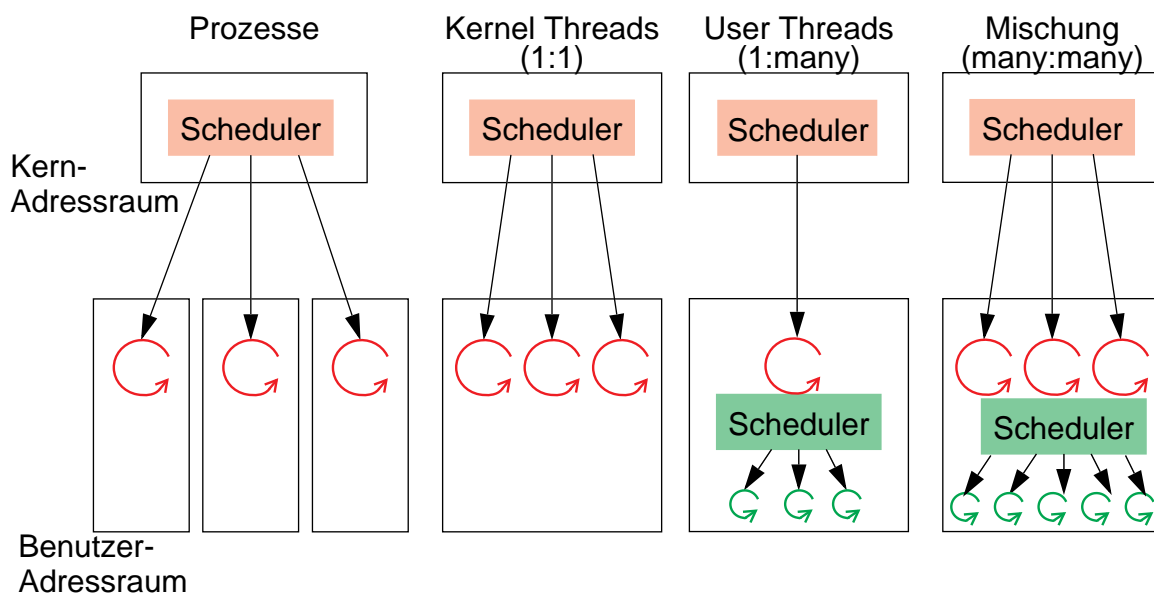 Prozesse
Kernel Threads
(1:1)
User Threads
(1:many)
Mischung
(many:many)
Scheduler
Scheduler
Scheduler
Scheduler
Kern-
Adressraum
Scheduler
Scheduler
Benutzer-
Adressraum